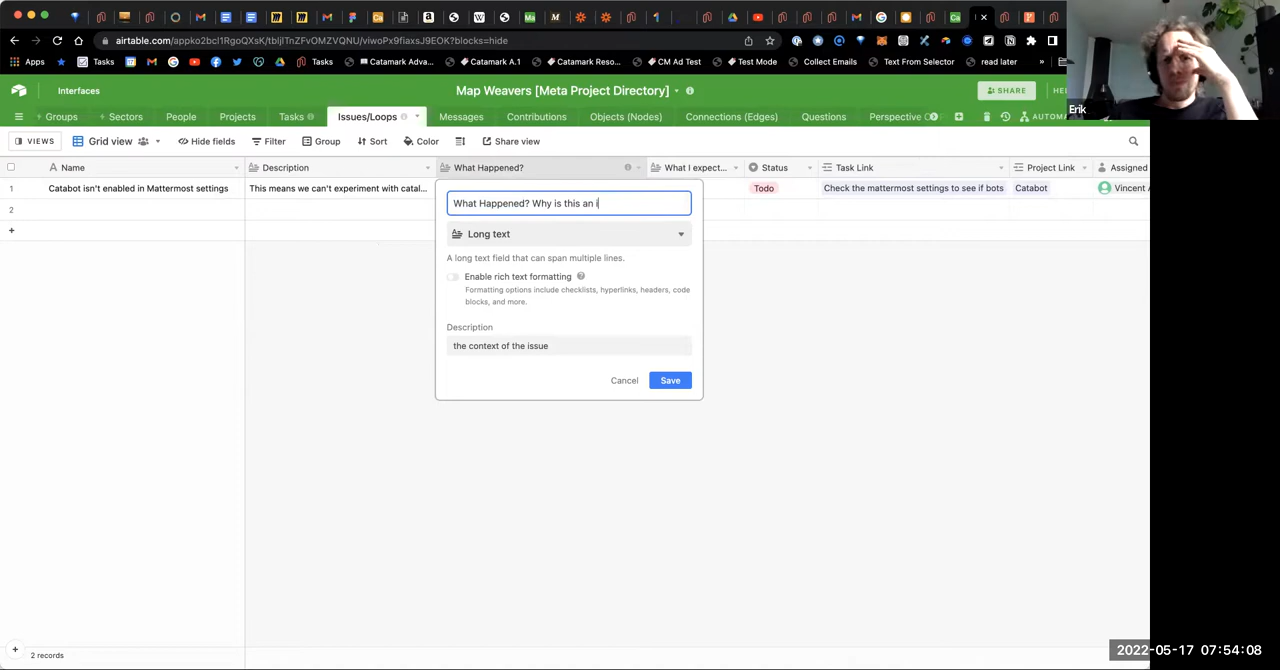 airtable.com/appko2bcl1RgoQXsK/tbljlTnZFvOMZVQNU/viwoPx9fiaxsJ9EOK?blocks=hide
Apps
Tasks
Tasks
Catamark Adva...
Catamark A.1
Catamark Reso...
CM Ad Test
Test Mode
Collect Emails
Text From Selector
read later
»
Erik
Interfaces
Map Weavers [Meta Project Directory]
SHARE
HEL
Groups
Sectors
People
Projects
Tasks
Issues/Loops
Messages
Contributions
Objects (Nodes)
Connections (Edges)
Questions
Perspective
AUTOMA
VIEWS
Grid view
Hide fields
Filter
Group
Sort
Color
Share view
Name
Description
What Happened?
What I expect...
Status
Task Link
Project Link
Assigned
1
Catabot isn't enabled in Mattermost settings
This means we can't experiment with catal...
Todo
Check the mattermost settings to see if bots
Catabot
Vincent A
2
+
What Happened? Why is this an i
Long text
A long text field that can span multiple lines.
Enable rich text formatting
Formatting options include checklists, hyperlinks, headers, code
blocks, and more.
Description
the context of the issue
Cancel
Save
+
2 records
2022-05-17 07:54:08